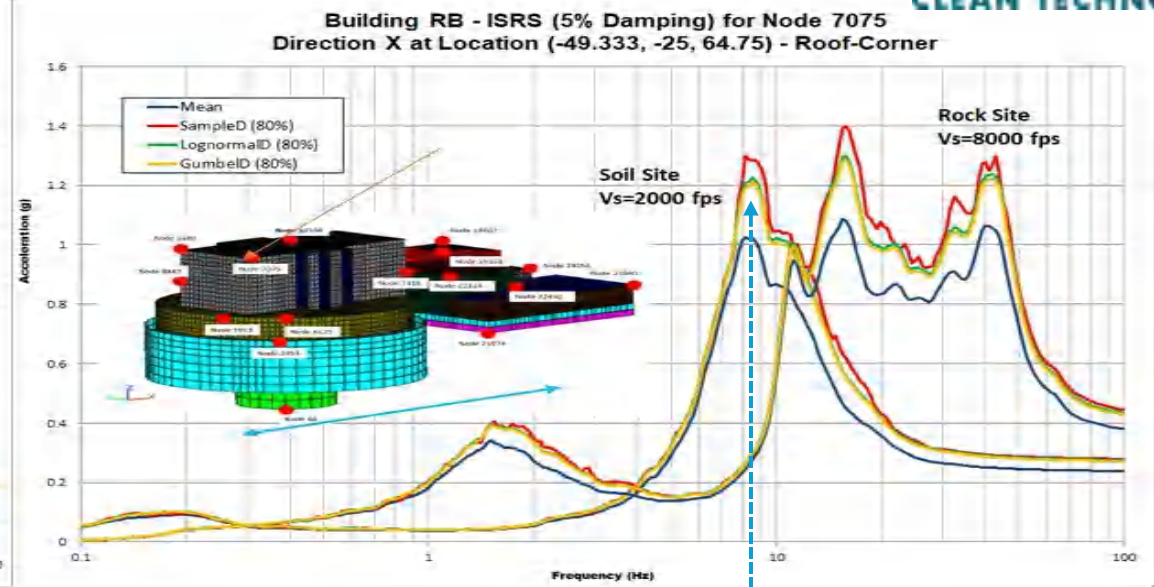 CLEAN TECHNO
Building RB - ISRS (5% Damping) for Node 7075
Direction X at Location (-49.333, -25, 64.75) - Roof-Corner
Acceleration (g)
1.6
1.4
1.2
1
0.8
0.6
0.4
0.2
0
Mean
SampleD (80%)
LognormalD (80%)
GumbelD (80%)
Soil Site
Vs=2000 fps
Rock Site
Vs=8000 fps
Node 7075
0.1
1
10
100
Frequency (Hz)